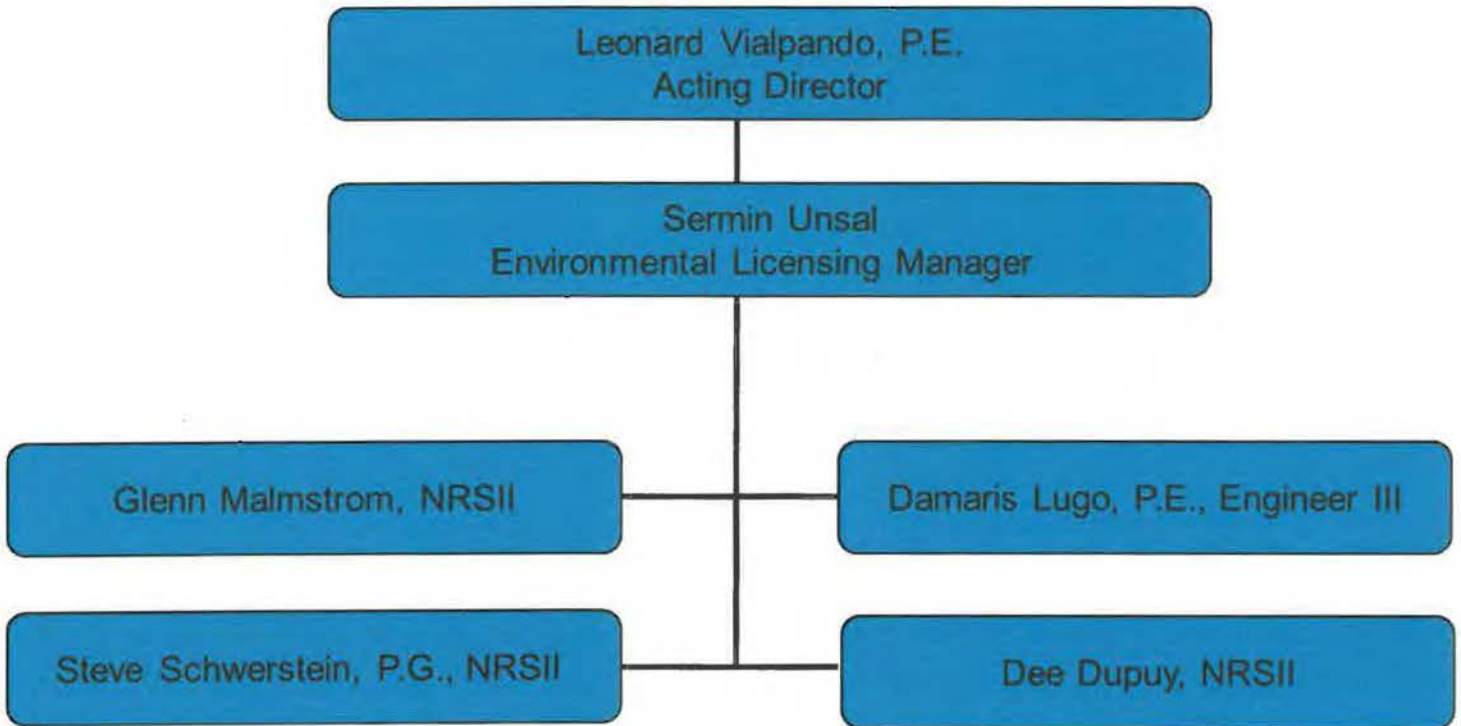 Leonard Vialpando, P.E.
Acting Director
Sermin Unsal
Environmental Licensing Manager
Glenn Malmstrom, NRSII
Damaris Lugo, P.E., Engineer III
Steve Schwerstein, P.G., NRSII
Dee Dupuy, NRSII